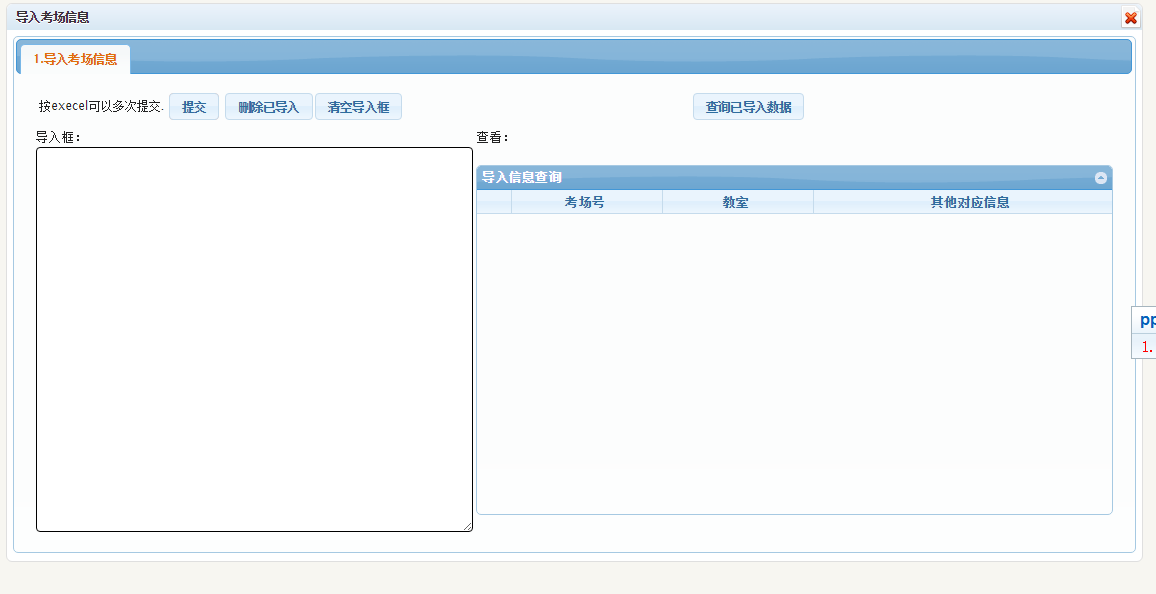 导入考场信息
1.导入考场信息
按execel可以多次提交. 提交 删除已导入 清空导入框 查询已导入数据
导入框: 查看:
导入信息查询
考场号 教室 其他对应信息
pp
1.